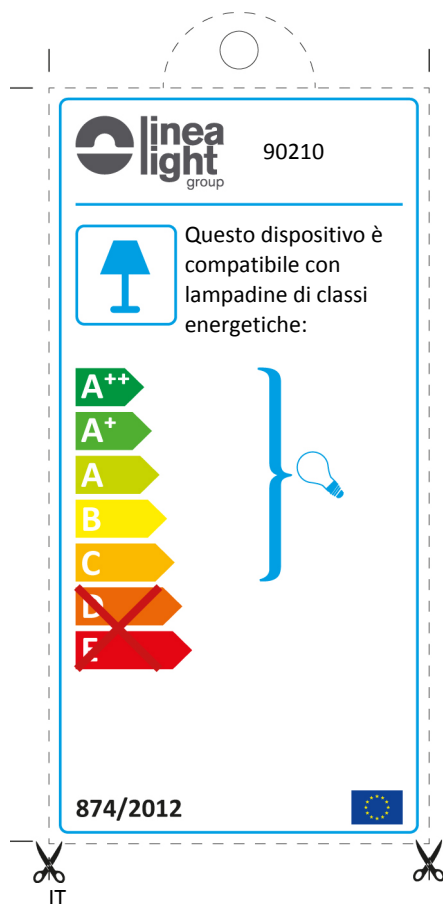 linea
light
group
90210
Questo dispositivo è
compatibile con
lampadine di classi
energetiche:
A++
A+
A
B
C
D
E
874/2012
IT